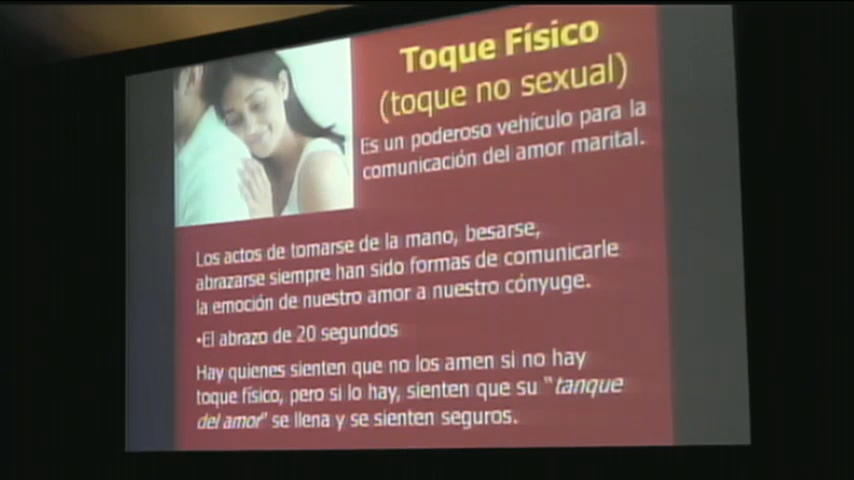 Toque Físico
(toque no sexual)
Es un poderoso vehículo para la
comunicación del amor marital.
Los actos de tomarse de la mano, besarse,
abrazarse siempre han sido formas de comunicarle
la emoción de nuestro amor a nuestro cónyuge.
•El abrazo de 20 segundos
Hay quienes sienten que no los amen si no hay
toque físico, pero si lo hay, sienten que su "tanque
del amor" se llena y se sienten seguros.